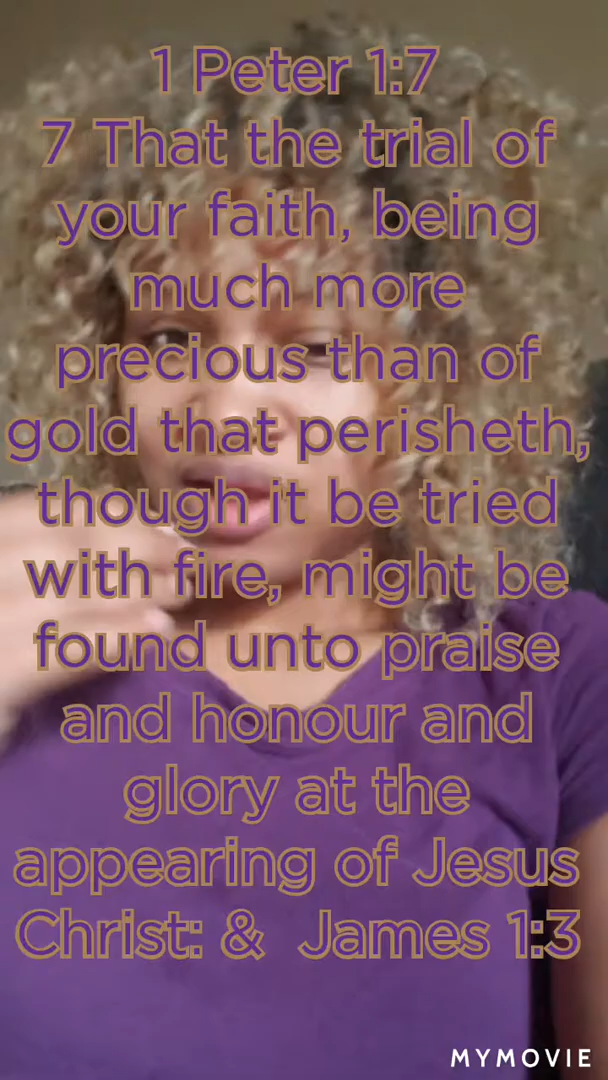 1 Peter 1:7
7 That the trial of
your faith, being
much more
precious than of
gold that perisheth,
though it be tried
with fire, might be
found unto praise
and honour and
glory at the
appearing of Jesus
Christ: & James 1:3
MYMOVIE